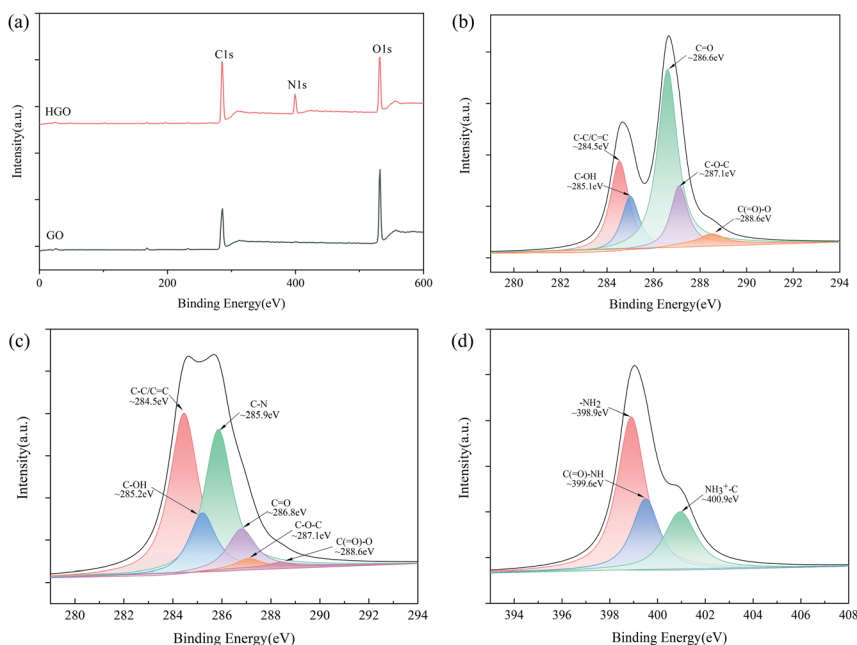 (a)
C1s
O1s
N1s
HGO
GO
Intensity(a.u.)
0
200
400
600
Binding Energy(eV)
(b)
C=O
~286.6eV
C-C/C=C
~284.5eV
C-OH
~285.1eV
C-O-C
~287.1eV
C(=O)-O
~288.6eV
Intensity(a.u.)
280
282
284
286
288
290
292
294
Binding Energy(eV)
(c)
C-C/C=C
~284.5eV
C-N
~285.9eV
C-OH
~285.2eV
C=O
~286.8eV
C-O-C
~287.1eV
C(=O)-O
~288.6eV
Intensity(a.u.)
280
282
284
286
288
290
292
294
Binding Energy(eV)
(d)
-NH₂
~398.9eV
C(=O)-NH
~399.6eV
NH₃⁺-C
~400.9eV
Intensity(a.u.)
394
396
398
400
402
404
406
408
Binding Energy(eV)